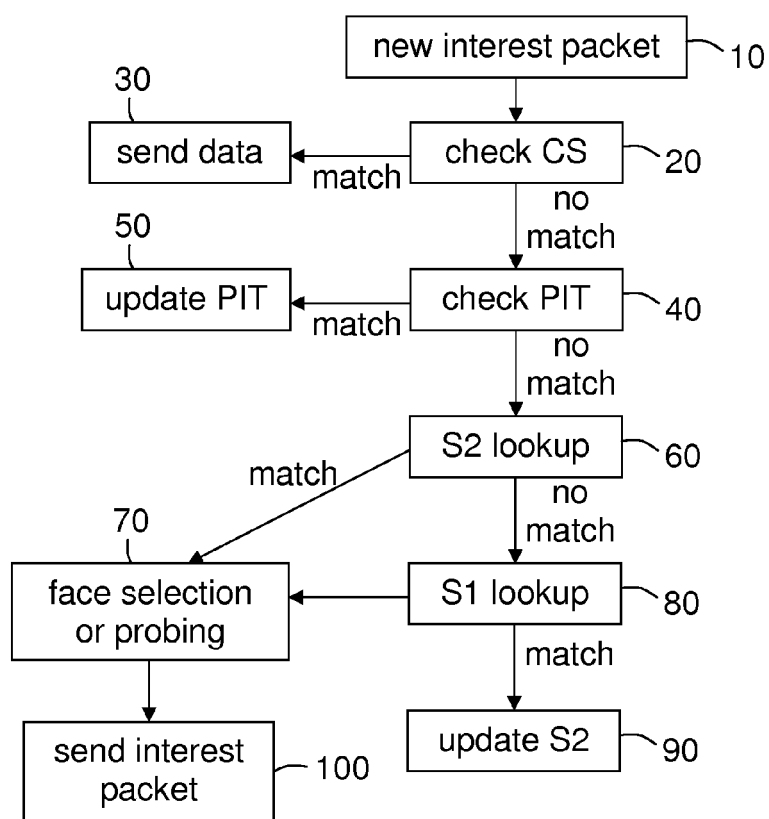 new interest packet
10
30
send data
match
check CS
20
no
match
50
update PIT
match
check PIT
40
no
match
S2 lookup
60
match
no
match
70
face selection
or probing
S1 lookup
80
match
update S2
90
send interest
packet
100